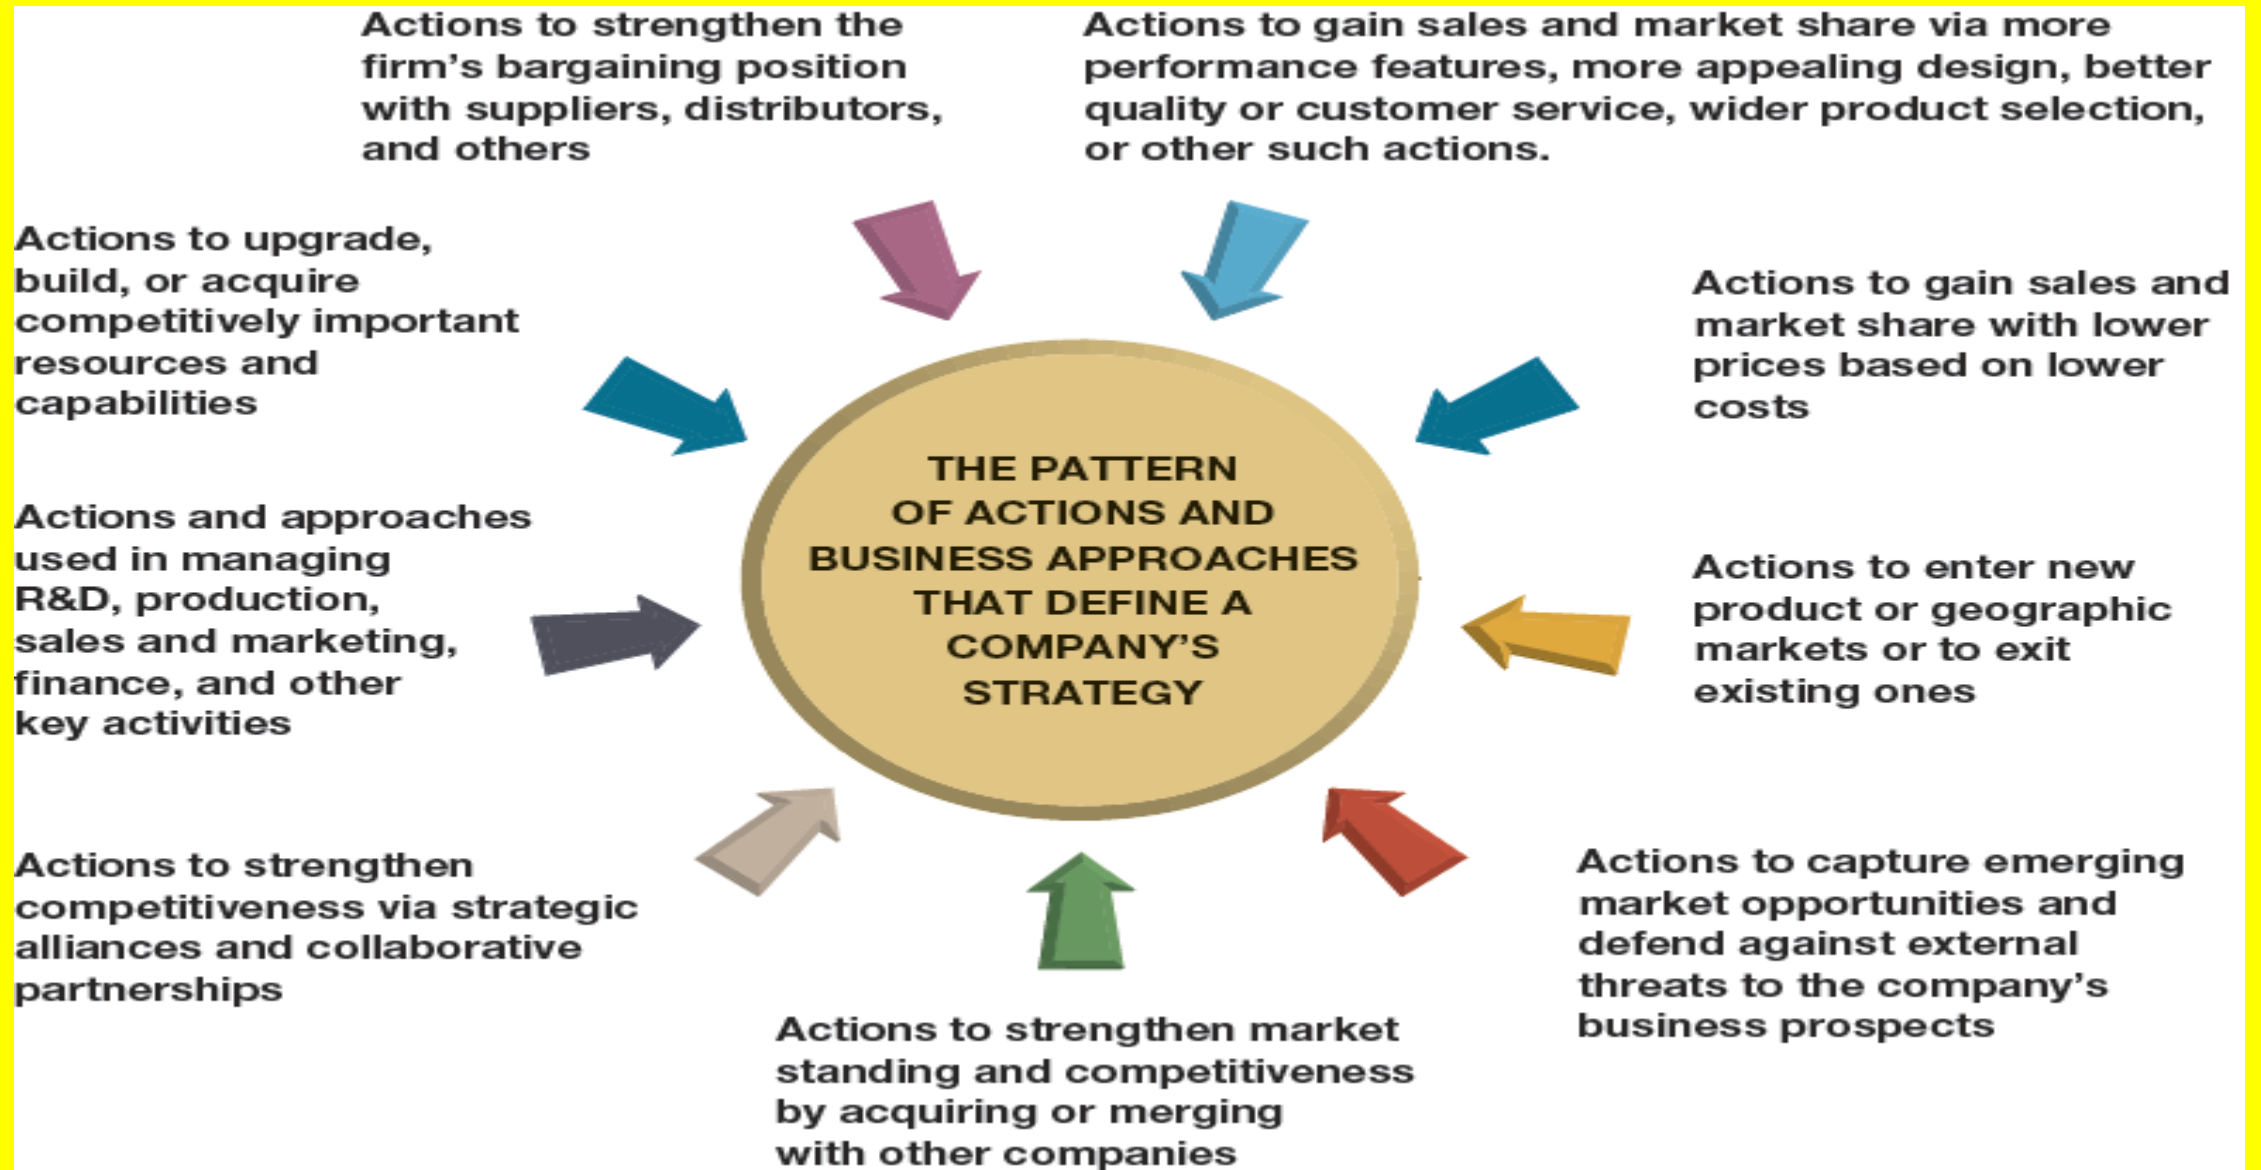 Actions to strengthen the
firm’s bargaining position
with suppliers, distributors,
and others
Actions to gain sales and market share via more
performance features, more appealing design, better
quality or customer service, wider product selection,
or other such actions.
Actions to upgrade,
build, or acquire
competitively important
resources and
capabilities
Actions to gain sales and
market share with lower
prices based on lower
costs
THE PATTERN
OF ACTIONS AND
BUSINESS APPROACHES
THAT DEFINE A
COMPANY’S
STRATEGY
Actions and approaches
used in managing
R&D, production,
sales and marketing,
finance, and other
key activities
Actions to enter new
product or geographic
markets or to exit
existing ones
Actions to strengthen
competitiveness via strategic
alliances and collaborative
partnerships
Actions to capture emerging
market opportunities and
defend against external
threats to the company’s
business prospects
Actions to strengthen market
standing and competitiveness
by acquiring or merging
with other companies